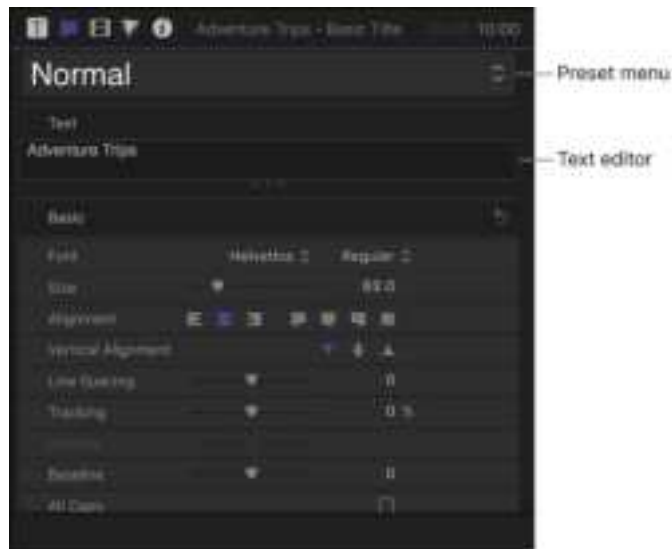 Adventure Trips - Basic Title 10:00
Normal
Preset menu
Text
Adventure Trips
Text editor
Basic
Font Helvetica Regular
Size
Alignment
Vertical Alignment
Line Spacing 0
Tracking 0 %
Baseline 0
All Caps